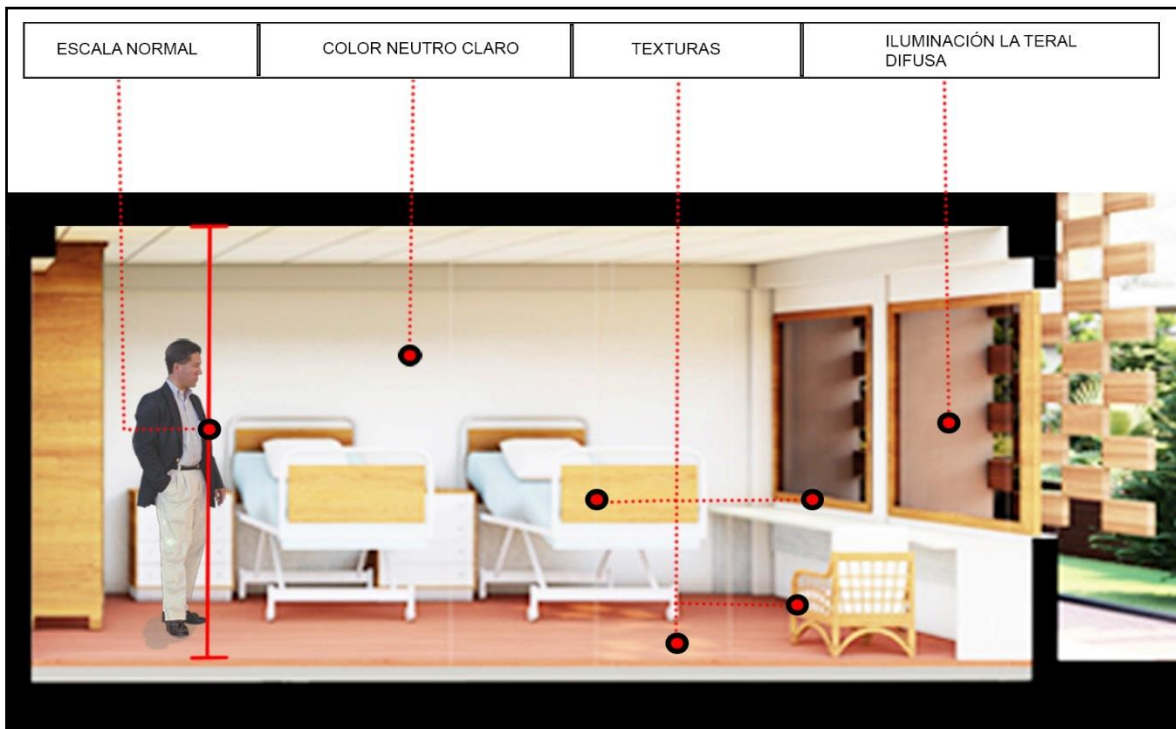 ESCALA NORMAL
COLOR NEUTRO CLARO
TEXTURAS
ILUMINACIÓN LA TERAL
DIFUSA